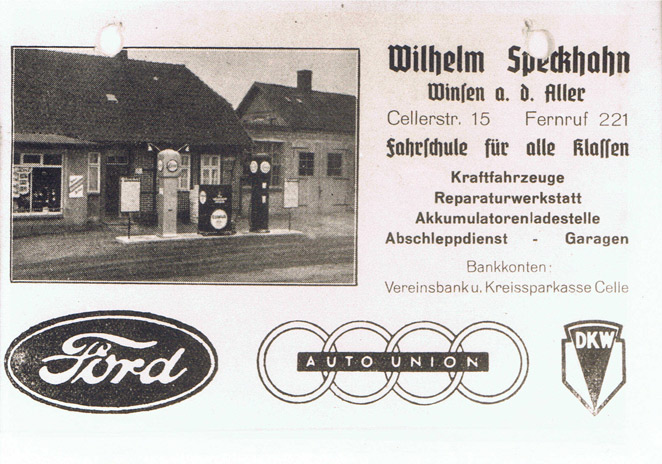 Wilhelm Speckhahn
Winsen a. d. Aller
Cellerstr. 15 Fernruf 221
Fahrschule für alle Klassen
Kraftfahrzeuge
Reparaturwerkstatt
Akkumulatorenladestelle
Abschleppdienst - Garagen
Bankkonten:
Vereinsbank u. Kreissparkasse Celle
Ford
AUTO UNION
DKW